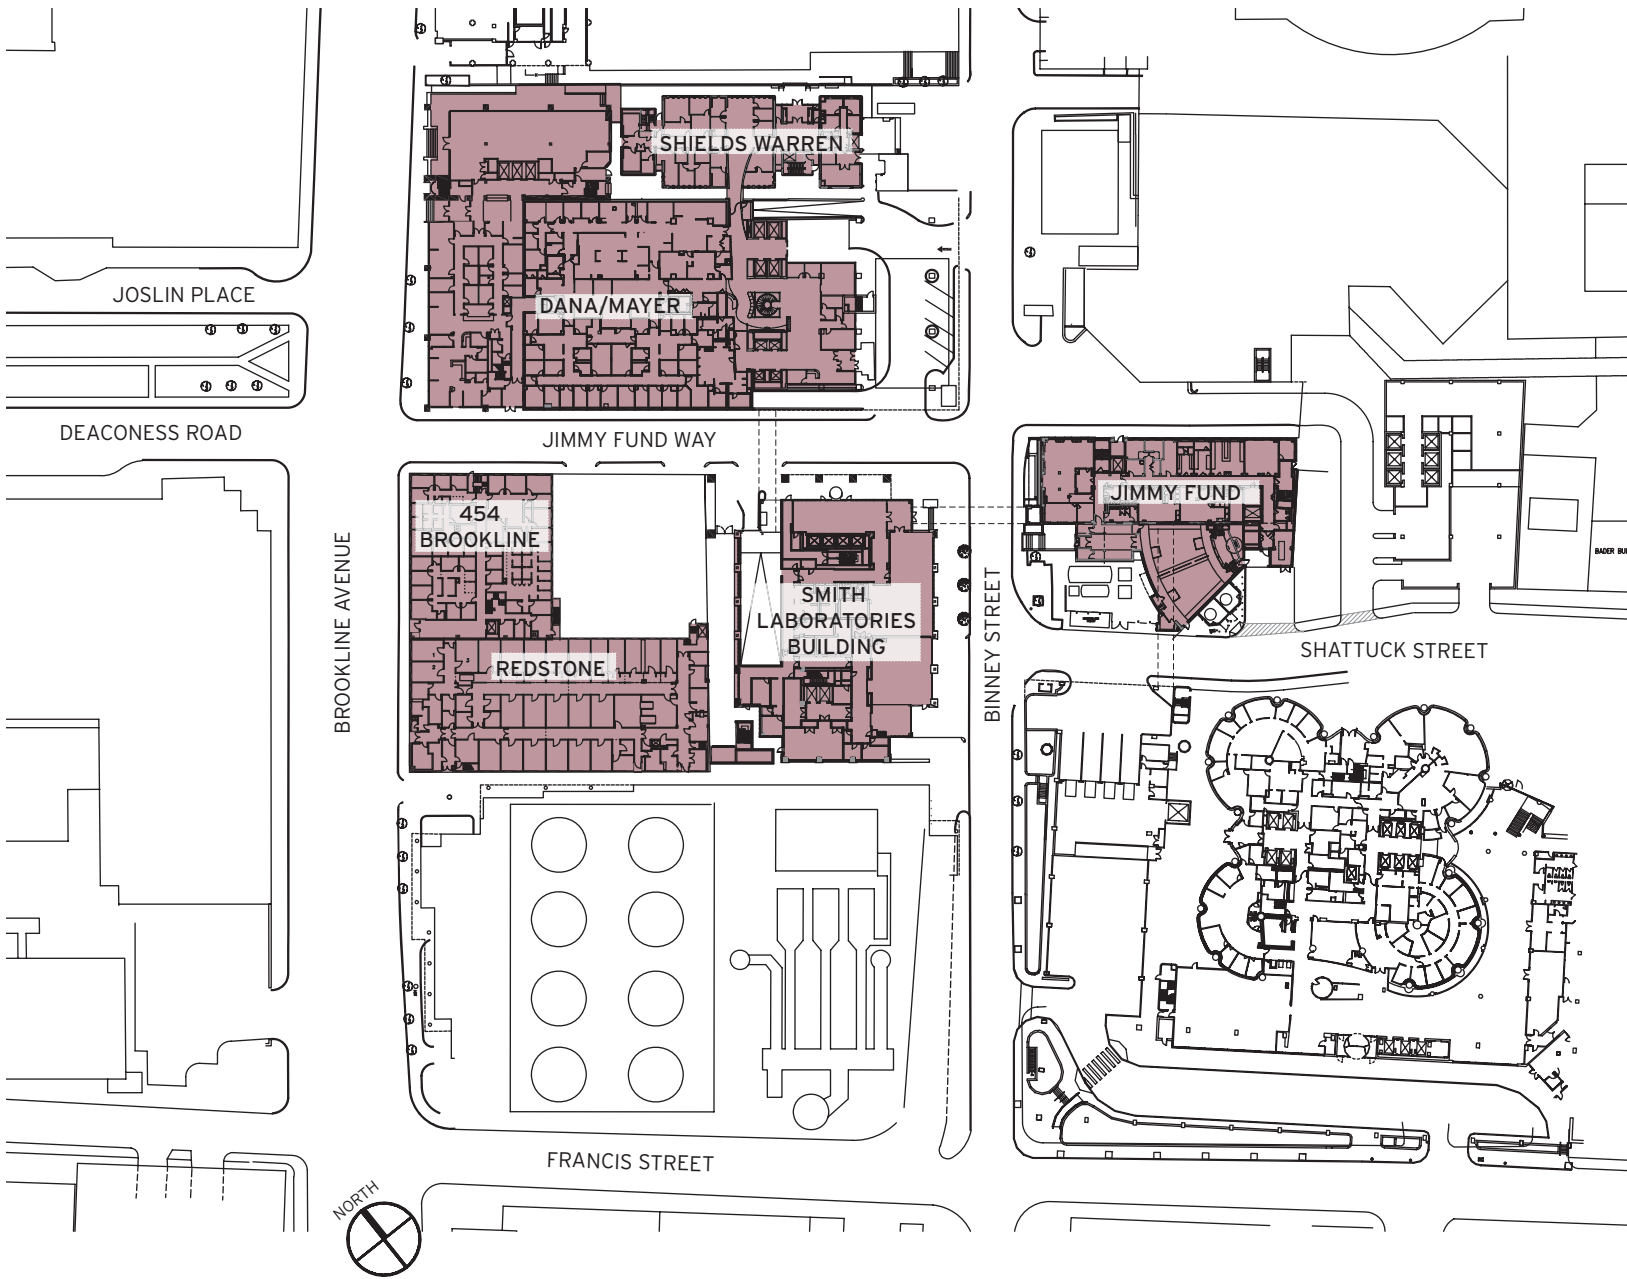 SHIELDS WARREN
JOSLIN PLACE
DANA/MAYER
DEACONESS ROAD
JIMMY FUND WAY
JIMMY FUND
454
BROOKLINE
BROOKLINE AVENUE
SMITH
LABORATORIES
BUILDING
BINNEY STREET
SHATTUCK STREET
REDSTONE
FRANCIS STREET
NORTH